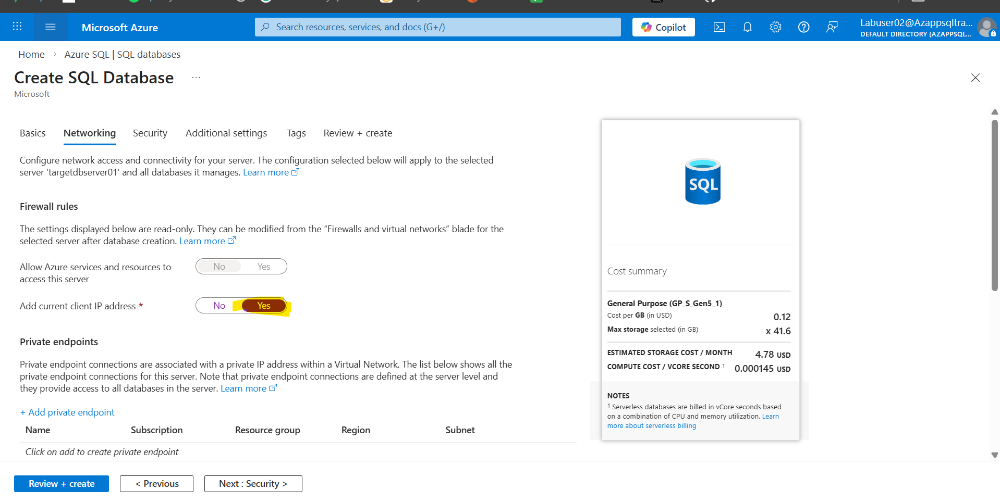 Microsoft Azure
Search resources, services, and docs (G+/)
Copilot
Labuser02@Azappsqltra...
DEFAULT DIRECTORY (AZAPPSQL...
Home > Azure SQL | SQL databases
Create SQL Database ...
Microsoft
Basics Networking Security Additional settings Tags Review + create
Configure network access and connectivity for your server. The configuration selected below will apply to the selected
server 'targetdbserver01' and all databases it manages. Learn more
Firewall rules
The settings displayed below are read-only. They can be modified from the “Firewalls and virtual networks” blade for the
selected server after database creation. Learn more
Allow Azure services and resources to
access this server
No Yes
Add current client IP address *
No Yes
Private endpoints
Private endpoint connections are associated with a private IP address within a Virtual Network. The list below shows all the
private endpoint connections for this server. Note that private endpoint connections are defined at the server level and
they provide access to all databases in the server. Learn more
+ Add private endpoint
Name Subscription Resource group Region Subnet
Click on add to create private endpoint
SQL
Cost summary
General Purpose (GP_S_Gen5_1)
Cost per GB (in USD) 0.12
Max storage selected (in GB) x 41.6
ESTIMATED STORAGE COST / MONTH 4.78 USD
COMPUTE COST / VCORE SECOND 1 0.000145 USD
NOTES
1 Serverless databases are billed in vCore seconds based
on a combination of CPU and memory utilization. Learn
more about serverless billing
Review + create
< Previous
Next : Security >